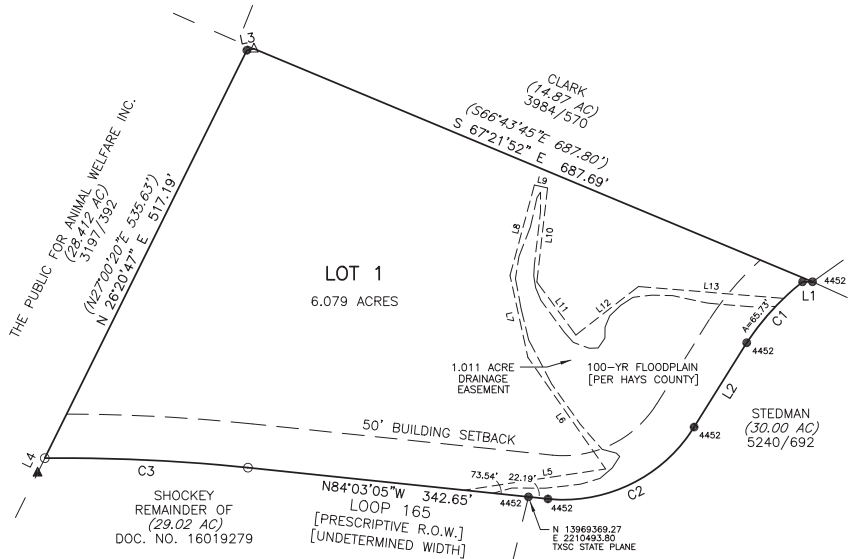 L3
CLARK
(14.87 AC)
3984/570
(S66°43'45"E 687.80')
S 67°21'52" E 687.69'
THE PUBLIC FOR ANIMAL WELFARE INC.
(28.412 AC)
3197/392
(N27°00'20"E 535.63')
N 26°20'47" E 517.19'
L9
L8
L10
LOT 1
6.079 ACRES
L11
L12
L13
L7
4452
L1
C1
A=65.73'
4452
1.011 ACRE
DRAINAGE
EASEMENT
100-YR FLOODPLAIN
[PER HAYS COUNTY]
L2
L6
STEDMAN
(30.00 AC)
5240/692
4452
50' BUILDING SETBACK
L4
C3
L5
73.54'
22.19'
C2
N84°03'05"W 342.65'
4452
4452
LOOP 165
[PRESCRIPTIVE R.O.W.]
[UNDETERMINED WIDTH]
SHOCKEY
REMAINDER OF
(29.02 AC)
DOC. NO. 16019279
N 13969369.27
E 2210493.80
TXSC STATE PLANE